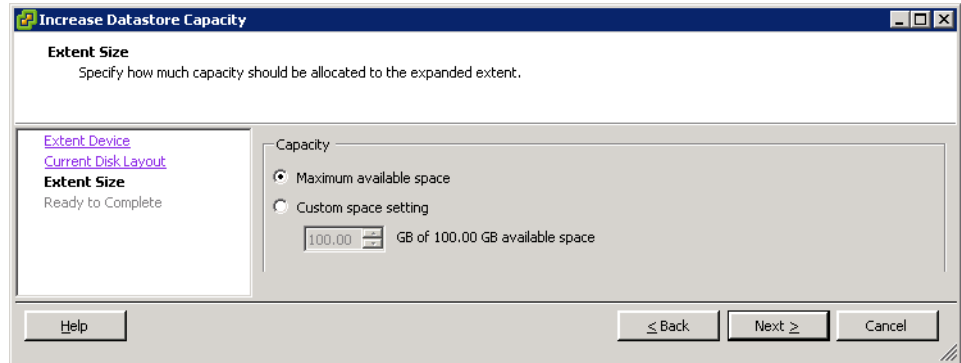 Increase Datastore Capacity
Extent Size
Specify how much capacity should be allocated to the expanded extent.
Extent Device
Current Disk Layout
Extent Size
Ready to Complete
Capacity
Maximum available space
Custom space setting
100.00 GB of 100.00 GB available space
Help
< Back
Next >
Cancel